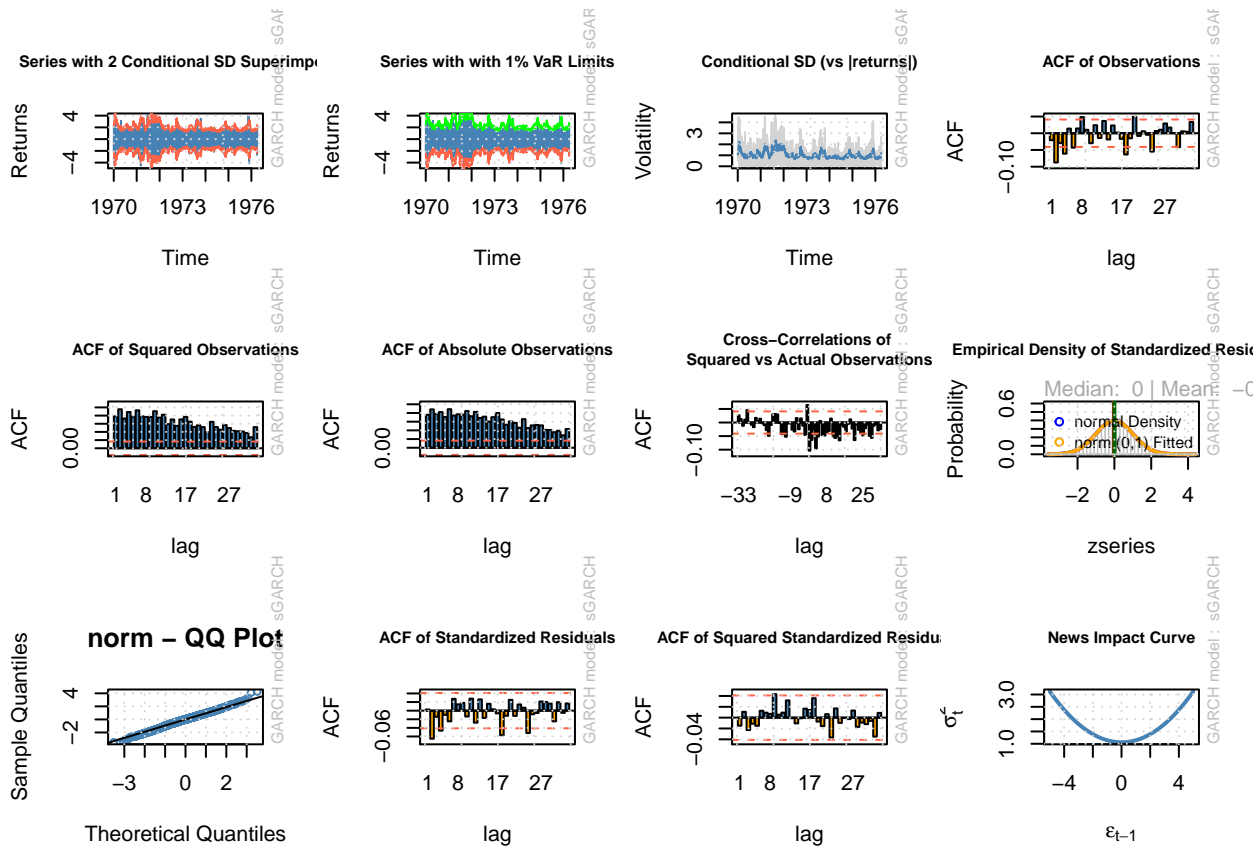 Series with 2 Conditional SD Superimp
Returns
4
−4
1970 1973 1976
Time
GARCH model : sGAR
Series with with 1% VaR Limits
Returns
4
−4
1970 1973 1976
Time
GARCH model : sGAR
Conditional SD (vs |returns|)
Volatility
3
0
1970 1973 1976
Time
GARCH model : sGAR
ACF of Observations
ACF
−0.10
1 8 17 27
lag
GARCH model : sGAR
ACF of Squared Observations
ACF
0.00
1 8 17 27
lag
GARCH model : sGARCH
ACF of Absolute Observations
ACF
0.00
1 8 17 27
lag
GARCH model : sGARCH
Cross−Correlations of
Squared vs Actual Observations
ACF
−0.10
−33 −9 8 25
lag
GARCH model : sGARCH
Empirical Density of Standardized Resid
Median: 0 | Mean: −0
Probability
0.6
0.0
normal Density
norm (0,1) Fitted
−2 0 2 4
zseries
GARCH model : sGARCH
norm − QQ Plot
Sample Quantiles
4
−2
−3 0
Theoretical Quantiles
GARCH model : sGARCH
ACF of Standardized Residuals
ACF
−0.06
1 8 17 27
lag
GARCH model : sGARCH
ACF of Squared Standardized Residu
ACF
−0.04
1 8 17 27
lag
GARCH model : sGARCH
News Impact Curve
3.0
1.0
−4 0 4
εt−1
GARCH model : sGARCH